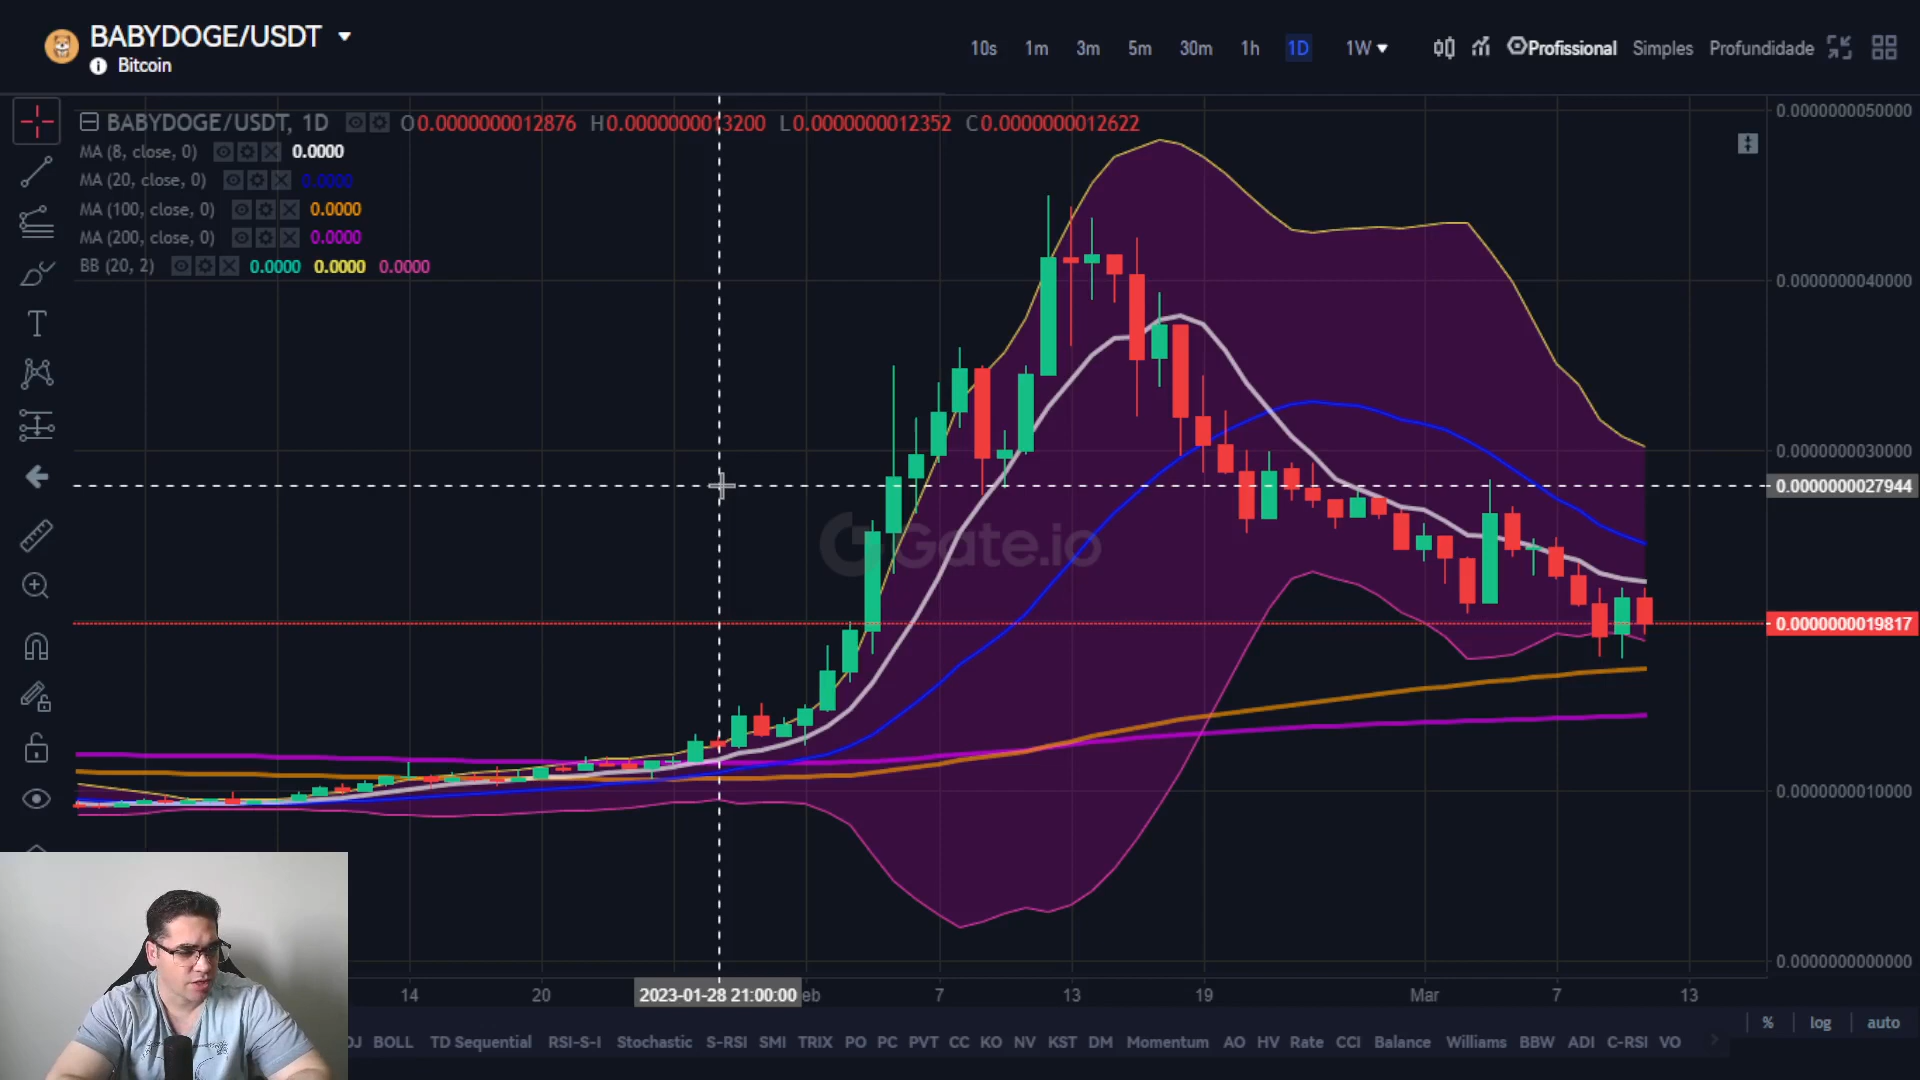 BABYDOGE/USDT
Bitcoin
10s 1m 3m 5m 30m 1h 1D 1W Profissional Simples Profundidade
BABYDOGE/USDT, 1D O0.0000000012876 H0.0000000013200 L0.0000000012352 C0.0000000012622
MA (8, close, 0) 0.0000
MA (20, close, 0) 0.0000
MA (100, close, 0) 0.0000
MA (200, close, 0) 0.0000
BB (20, 2) 0.0000 0.0000 0.0000
0.0000000050000
0.0000000040000
0.0000000030000
0.0000000027944
Gate.io
0.0000000019817
0.0000000010000
0.0000000000000
14 20 2023-01-28 21:00:00 eb 7 13 19 Mar 7 13
% log auto
DJ BOLL TD Sequential RSI-S-I Stochastic S-RSI SMI TRIX PO PC PVT CC KO NV KST DM Momentum AO HV Rate CCI Balance Williams BBW ADI C-RSI VO